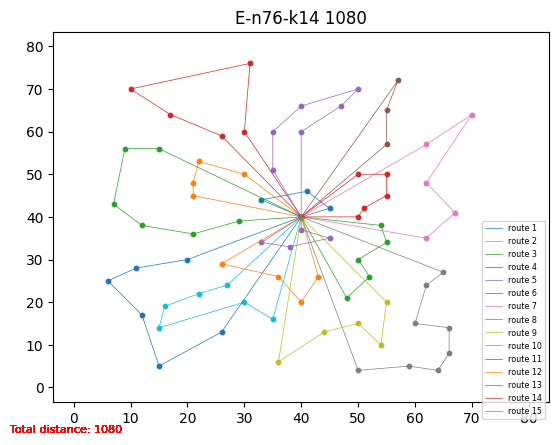 E-n76-k14 1080
80
70
60
50
40
30
20
10
0
0 10 20 30 40 50 60 70 80
route 1
route 2
route 3
route 4
route 5
route 6
route 7
route 8
route 9
route 10
route 11
route 12
route 13
route 14
route 15
Total distance: 1080